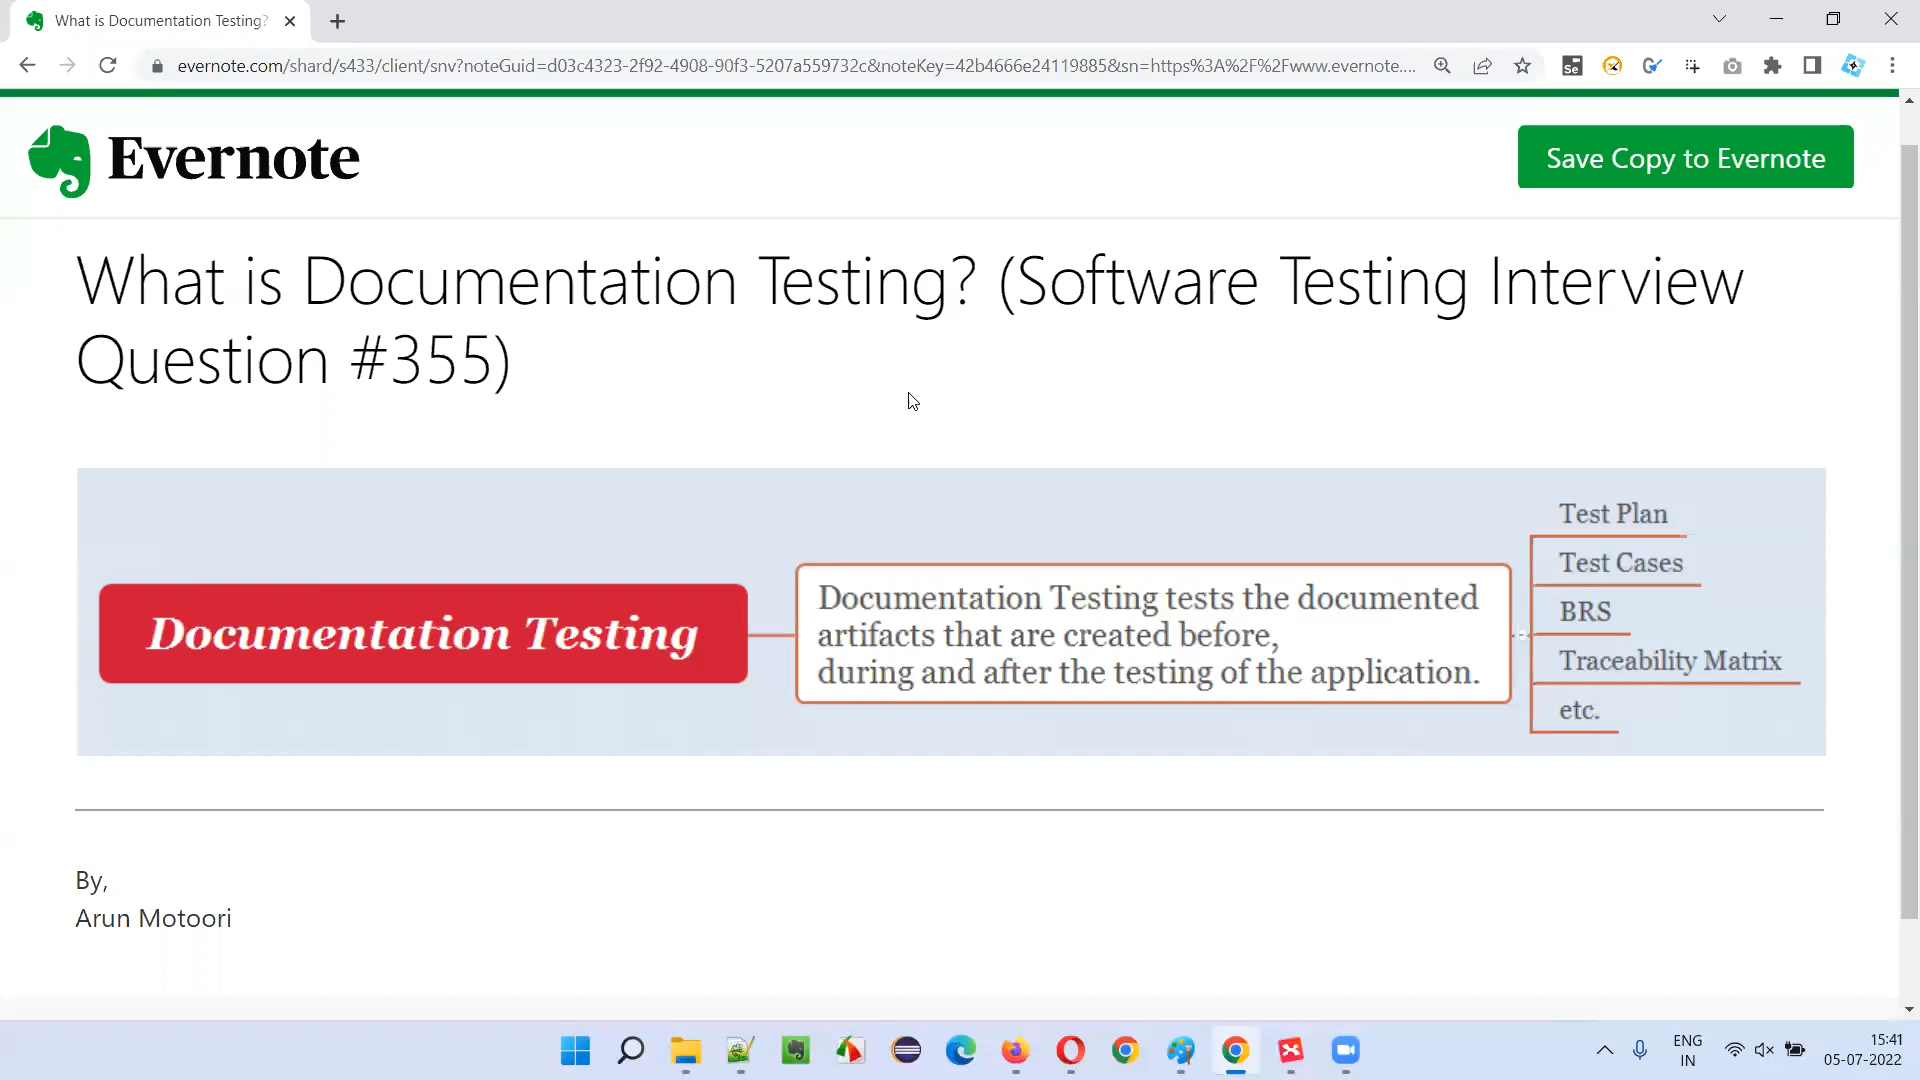 What is Documentation Testing?
evernote.com/shard/s433/client/snv?noteGuid=d03c4323-2f92-4908-90f3-5207a559732c&noteKey=42b4666e24119885&sn=https%3A%2F%2Fwww.evernote....
Evernote
Save Copy to Evernote
What is Documentation Testing? (Software Testing Interview
Question #355)
Documentation Testing
Documentation Testing tests the documented
artifacts that are created before,
during and after the testing of the application.
Test Plan
Test Cases
BRS
Traceability Matrix
etc.
By,
Arun Motoori
ENG
IN
15:41
05-07-2022